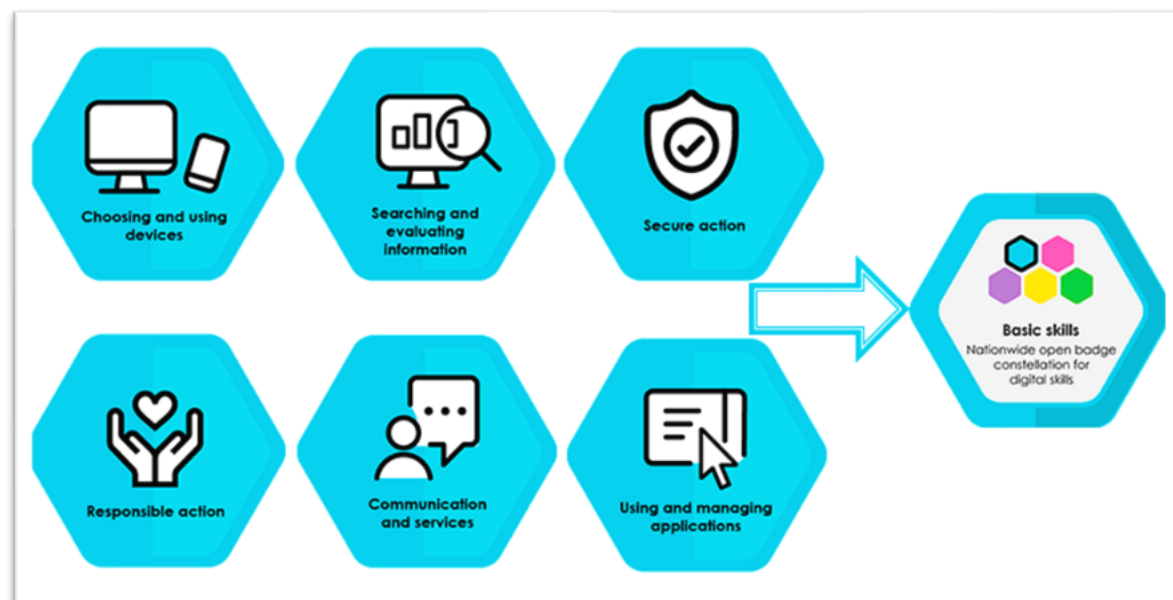 Choosing and using
devices
Searching and
evaluating
information
Secure action
Responsible action
Communication
and services
Using and managing
applications
Basic skills
Nationwide open badge
constellation for
digital skills